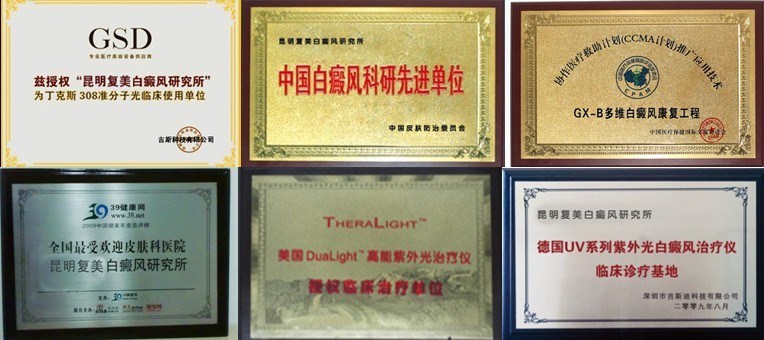 GSD
专业医疗美容设备供应商
兹授权“昆明复美白癜风研究所”
为丁克斯 308准分子光临床使用单位
吉斯科技有限公司
昆明复美白癜风研究所
中国白癜风科研先进单位
中国皮肤防治委员会
协作医疗救助计划(CCMA计划)推广应用技术
CPAM
GX-B多维白癜风康复工程
39健康网
www.39.net
全国最受欢迎皮肤科医院
昆明复美白癜风研究所
THERALIGHT™
美国DuaLight™高能紫外光治疗仪
授权临床治疗单位
昆明复美白癜风研究所
德国UV系列紫外光白癜风治疗仪
临床诊疗基地
深圳市吉斯迪科技有限公司
二零零九年八月